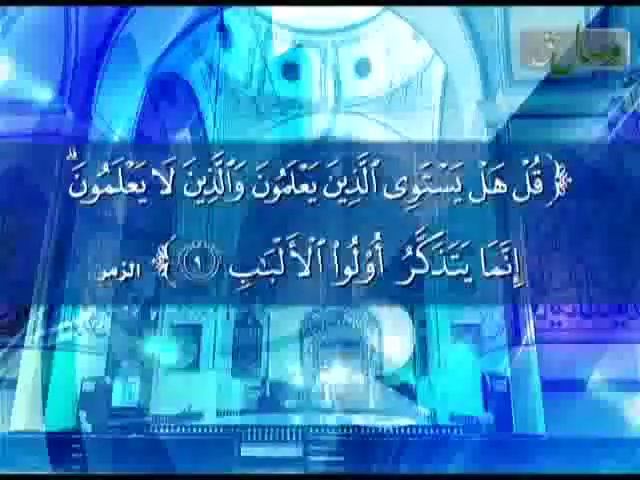 ﴿ قُلْ هَلْ يَسْتَوِى ٱلَّذِينَ يَعْلَمُونَ وَٱلَّذِينَ لَا يَعْلَمُونَ ۗ
إِنَّمَا يَتَذَكَّرُ أُو۟لُوا۟ ٱلْأَلْبَٰبِ ٩ ﴾ الزمر